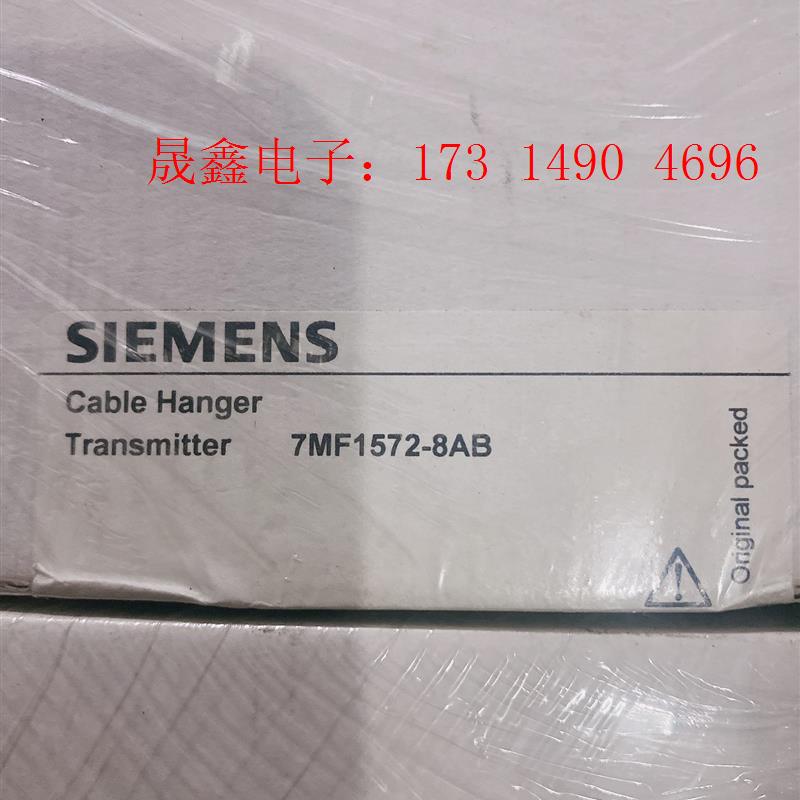 晟鑫电子：173 1490 4696
SIEMENS
Cable Hanger
Transmitter 7MF1572-8AB
Original packed